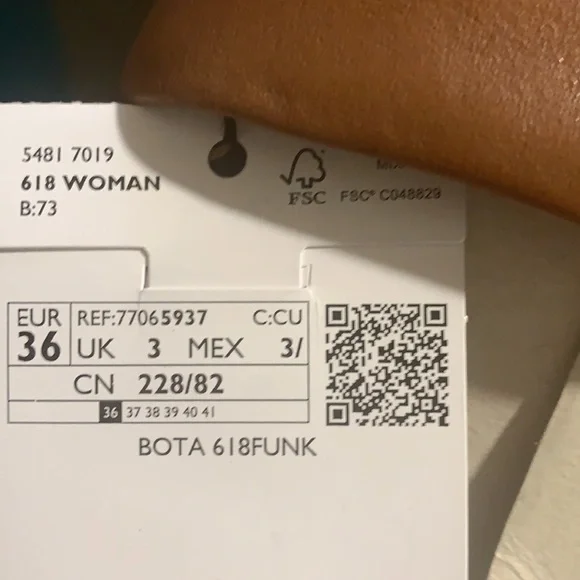 5481 7019
618 WOMAN
B:73
FSC
FSC® C048829
EUR
36
REF:77065937 C:CU
UK 3 MEX 3/
CN 228/82
36 37 38 39 40 41
BOTA 618FUNK